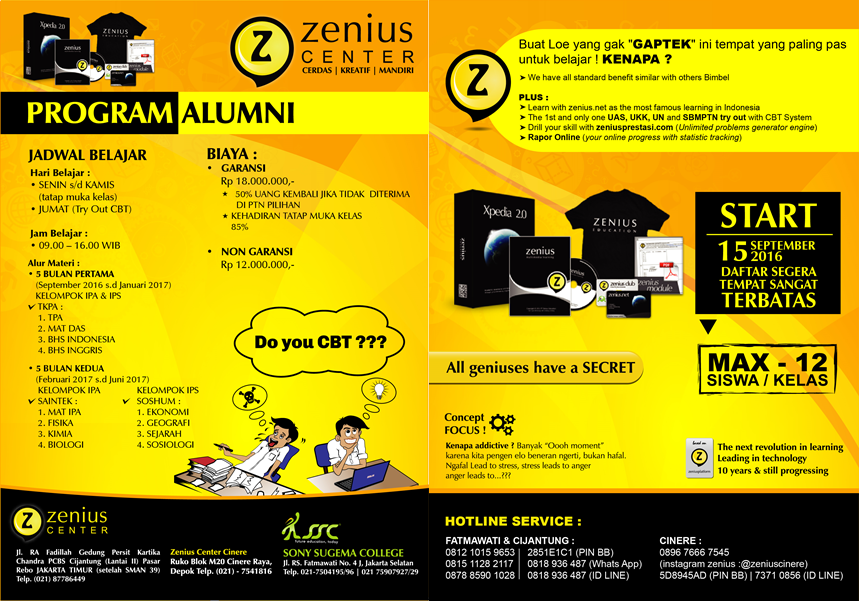 Xpedia 2.0
ZENIUS
EDUCATION
zenius
zenius
CENTER
CERDAS | KREATIF | MANDIRI
PROGRAM ALUMNI
JADWAL BELAJAR
Hari Belajar :
• SENIN s/d KAMIS
(tatap muka kelas)
• JUMAT (Try Out CBT)
Jam Belajar :
• 09.00 – 16.00 WIB
Alur Materi :
• 5 BULAN PERTAMA
(September 2016 s.d Januari 2017)
KELOMPOK IPA & IPS
✔ TKPA :
1. TPA
2. MAT DAS
3. BHS INDONESIA
4. BHS INGGRIS
• 5 BULAN KEDUA
(Februari 2017 s.d Juni 2017)
KELOMPOK IPA
✔ SAINTEK :
1. MAT IPA
2. FISIKA
3. KIMIA
4. BIOLOGI
KELOMPOK IPS
✔ SOSHUM :
1. EKONOMI
2. GEOGRAFI
3. SEJARAH
4. SOSIOLOGI
BIAYA :
• GARANSI
Rp 18.000.000,-
★ 50% UANG KEMBALI JIKA TIDAK DITERIMA
DI PTN PILIHAN
★ KEHADIRAN TATAP MUKA KELAS
85%
• NON GARANSI
Rp 12.000.000,-
Do you CBT ???
zenius
CENTER
Jl. RA Fadillah Gedung Persit Kartika
Chandra PCBS Cijantung (Lantai II) Pasar
Rebo JAKARTA TIMUR (setelah SMAN 39)
Telp. (021) 87786449
Zenius Center Cinere
Ruko Blok M20 Cinere Raya,
Depok Telp. (021) - 7541816
SSC
future education, today
SONY SUGEMA COLLEGE
Jl. RS. Fatmawati No. 4 J, Jakarta Selatan
Telp. 021-7504195/96 | 021 75907927/29
Buat Loe yang gak "GAPTEK" ini tempat yang paling pas
untuk belajar ! KENAPA ?
➤ We have all standard benefit similar with others Bimbel
PLUS :
➤ Learn with zenius.net as the most famous learning in Indonesia
➤ The 1st and only one UAS, UKK, UN and SBMPTN try out with CBT System
➤ Drill your skill with zeniusprestasi.com (Unlimited problems generator engine)
➤ Rapor Online (your online progress with statistic tracking)
Xpedia 2.0
zenius
ZENIUS
EDUCATION
zenius
PDF
zenius-club
zenius module
zenius.net
START
15 SEPTEMBER
2016
DAFTAR SEGERA
TEMPAT SANGAT
TERBATAS
All geniuses have a SECRET
MAX - 12
SISWA / KELAS
Concept
FOCUS !
Kenapa addictive ? Banyak "Oooh moment"
karena kita pengen elo beneran ngerti, bukan hafal.
Ngafal Lead to stress, stress leads to anger
anger leads to...???
The next revolution in learning
Leading in technology
10 years & still progressing
HOTLINE SERVICE :
FATMAWATI & CIJANTUNG :
0812 1015 9653
0815 1128 2117
0878 8590 1028
2851E1C1 (PIN BB)
0818 936 487 (Whats App)
0818 936 487 (ID LINE)
CINERE :
0896 7666 7545
(instagram zenius :@zeniuscinere)
5D8945AD (PIN BB) | 7371 0856 (ID LINE)